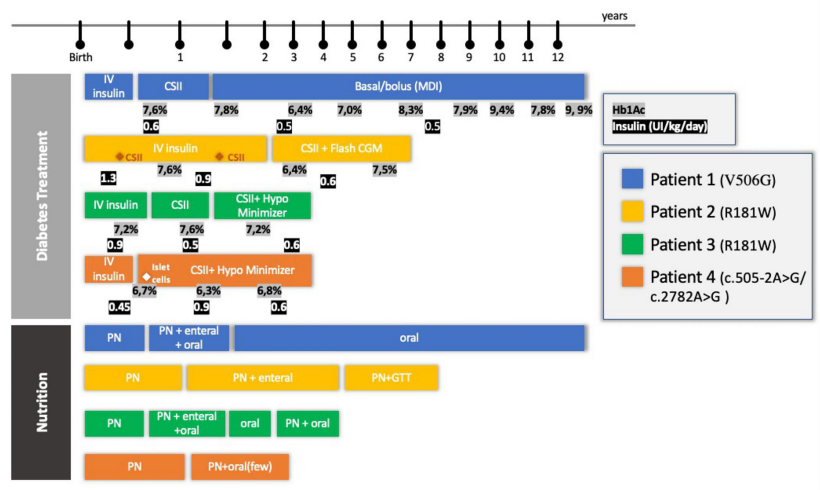 years
Birth 1 2 3 4 5 6 7 8 9 10 11 12
Diabetes Treatment
IV
insulin
CSII
Basal/bolus (MDI)
7,6% 7,8% 6,4% 7,0% 8,3% 7,9% 9,4% 7,8% 9, 9%
0.6 0.5 0.5
IV insulin
CSII CSII
CSII + Flash CGM
7,6% 6,4% 7,5%
1.3 0.9 0.6
IV insulin
CSII
CSII+ Hypo
Minimizer
7,2% 7,6% 7,2%
0.9 0.5 0.6
IV
insulin
Islet
cells
CSII+ Hypo Minimizer
6,7% 6,3% 6,8%
0.45 0.9 0.6
Hb1Ac
Insulin (UI/kg/day)
Patient 1 (V506G)
Patient 2 (R181W)
Patient 3 (R181W)
Patient 4 (c.505-2A>G/
c.2782A>G )
Nutrition
PN
PN + enteral
+ oral
oral
PN
PN + enteral
PN+GTT
PN
PN + enteral
+oral
oral
PN + oral
PN
PN+oral(few)